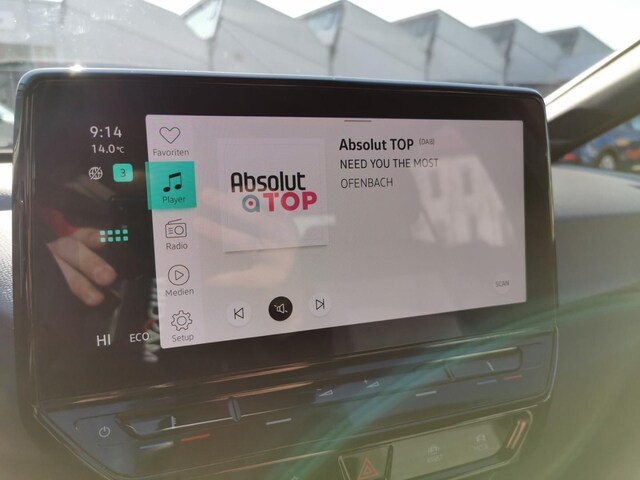 9:14
14.0°C
3
HI
ECO
Favoriten
Player
Radio
Medien
Setup
Absolut
TOP
Absolut TOP [DAB]
NEED YOU THE MOST
OFENBACH
SCAN